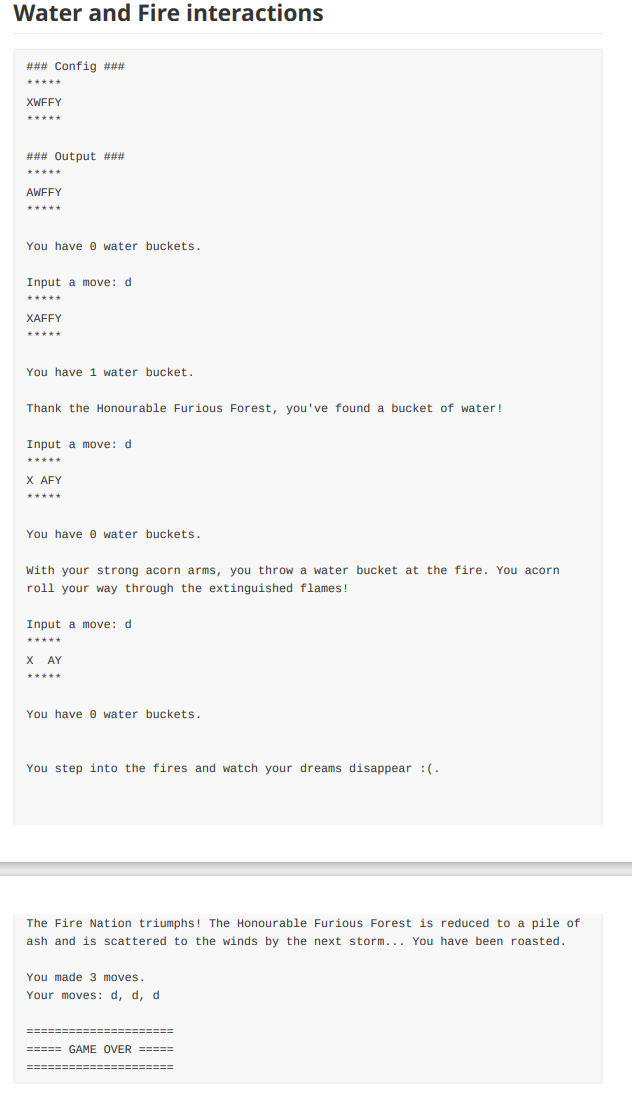 Water and Fire interactions
### Config ###
*****
XWFFY
*****
### Output ###
*****
AWFFY
*****
You have 0 water buckets.
Input a move: d
*****
XAFFY
*****
You have 1 water bucket.
Thank the Honourable Furious Forest, you've found a bucket of water!
Input a move: d
*****
X AFY
*****
You have 0 water buckets.
With your strong acorn arms, you throw a water bucket at the fire. You acorn
roll your way through the extinguished flames!
Input a move: d
*****
X  AY
*****
You have 0 water buckets.
You step into the fires and watch your dreams disappear :(.
The Fire Nation triumphs! The Honourable Furious Forest is reduced to a pile of
ash and is scattered to the winds by the next storm... You have been roasted.
You made 3 moves.
Your moves: d, d, d
=====================
===== GAME OVER =====
=====================